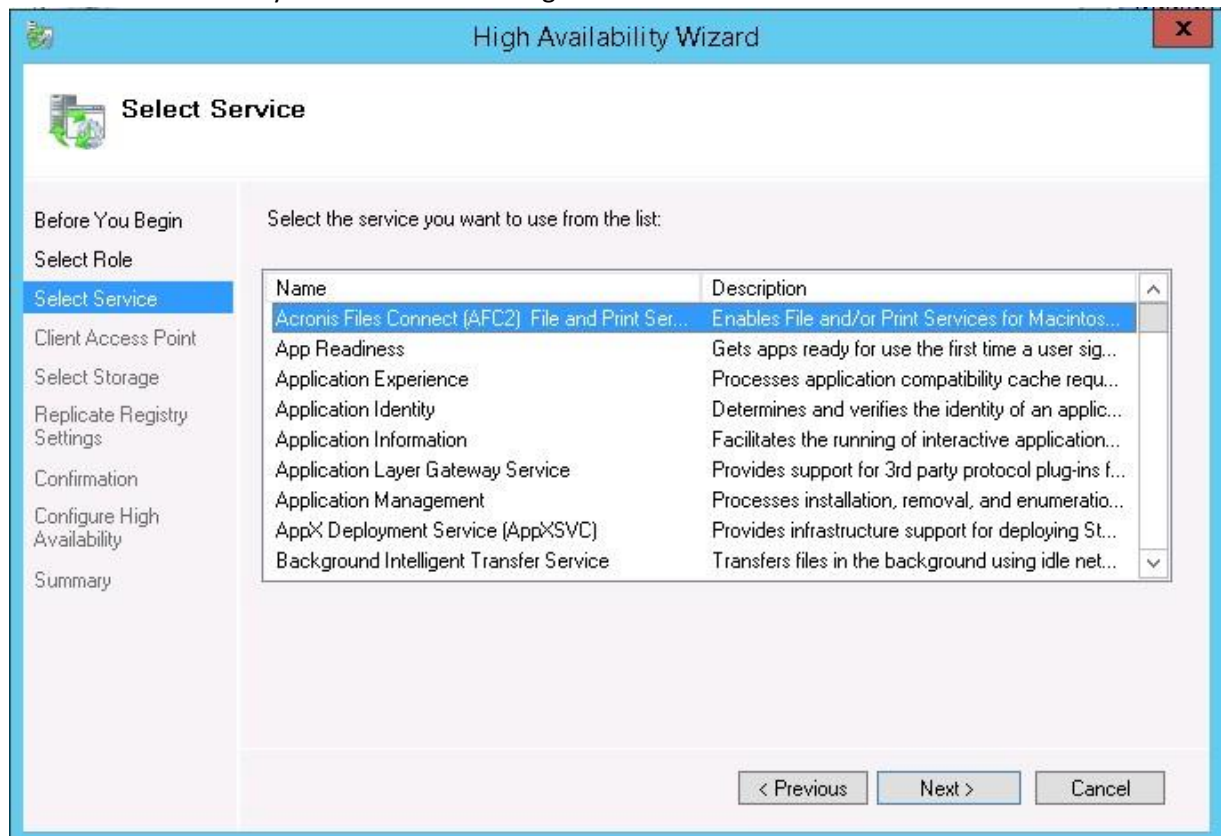 High Availability Wizard
X
Select Service
Before You Begin
Select Role
Select Service
Client Access Point
Select Storage
Replicate Registry
Settings
Confirmation
Configure High
Availability
Summary
Select the service you want to use from the list:
Name Description
Acronis Files Connect (AFC2) File and Print Ser... Enables File and/or Print Services for Macintos...
App Readiness Gets apps ready for use the first time a user sig...
Application Experience Processes application compatibility cache requ...
Application Identity Determines and verifies the identity of an applic...
Application Information Facilitates the running of interactive application...
Application Layer Gateway Service Provides support for 3rd party protocol plug-ins f...
Application Management Processes installation, removal, and enumeratio...
AppX Deployment Service (AppXSVC) Provides infrastructure support for deploying St...
Background Intelligent Transfer Service Transfers files in the background using idle net...
< Previous Next > Cancel